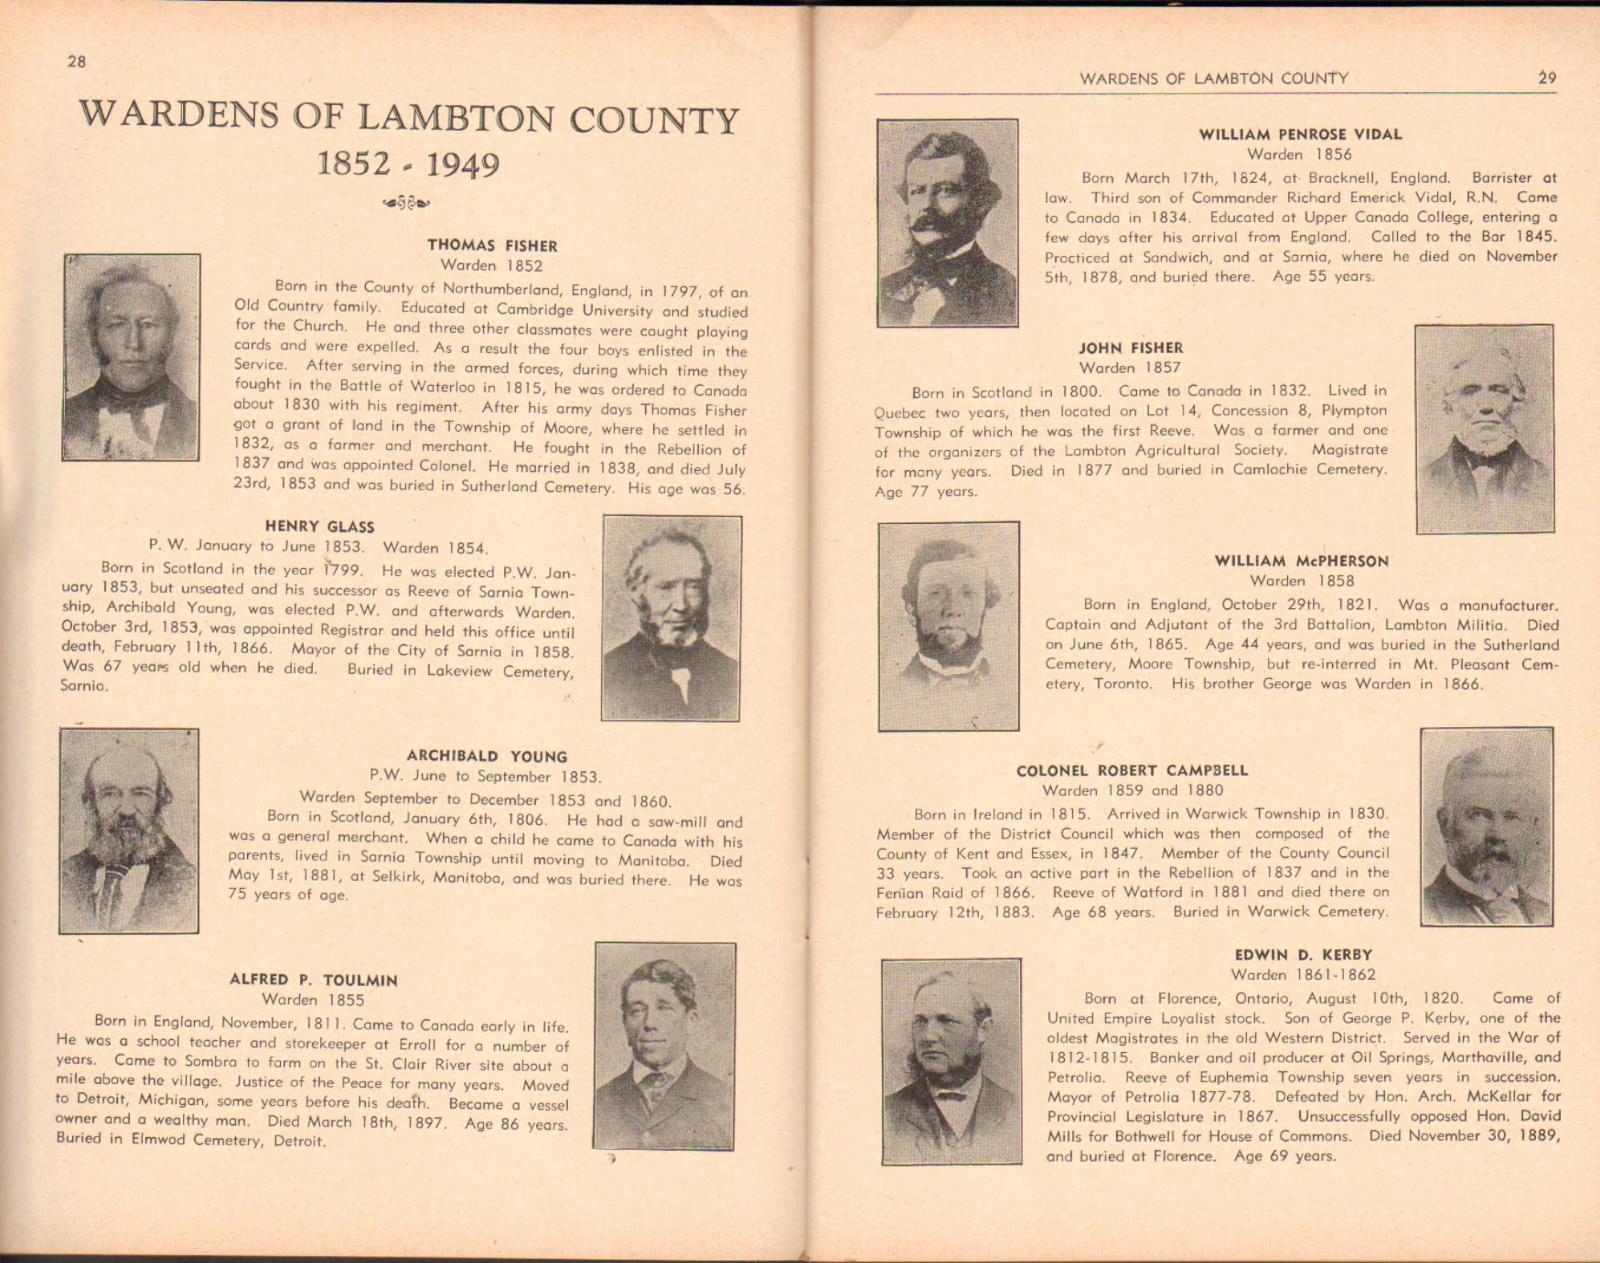 28
WARDENS OF LAMBTON COUNTY
1852 - 1949
THOMAS FISHER
Warden 1852
Born in the County of Northumberland, England, in 1797, of an
Old Country family. Educated at Cambridge University and studied
for the Church. He and three other classmates were caught playing
cards and were expelled. As a result the four boys enlisted in the
Service. After serving in the armed forces, during which time they
fought in the Battle of Waterloo in 1815, he was ordered to Canada
about 1830 with his regiment. After his army days Thomas Fisher
got a grant of land in the Township of Moore, where he settled in
1832, as a farmer and merchant. He fought in the Rebellion of
1837 and was appointed Colonel. He married in 1838, and died July
23rd, 1853 and was buried in Sutherland Cemetery. His age was 56.
HENRY GLASS
P. W. January to June 1853. Warden 1854.
Born in Scotland in the year 1799. He was elected P.W. Jan-
uary 1853, but unseated and his successor as Reeve of Sarnia Town-
ship, Archibald Young, was elected P.W. and afterwards Warden.
October 3rd, 1853, was appointed Registrar and held this office until
death, February 11th, 1866. Mayor of the City of Sarnia in 1858.
Was 67 years old when he died. Buried in Lakeview Cemetery,
Sarnia.
ARCHIBALD YOUNG
P.W. June to September 1853.
Warden September to December 1853 and 1860.
Born in Scotland, January 6th, 1806. He had a saw-mill and
was a general merchant. When a child he came to Canada with his
parents, lived in Sarnia Township until moving to Manitoba. Died
May 1st, 1881, at Selkirk, Manitoba, and was buried there. He was
75 years of age.
ALFRED P. TOULMIN
Warden 1855
Born in England, November, 1811. Came to Canada early in life.
He was a school teacher and storekeeper at Erroll for a number of
years. Came to Sombra to farm on the St. Clair River site about a
mile above the village. Justice of the Peace for many years. Moved
to Detroit, Michigan, some years before his death. Became a vessel
owner and a wealthy man. Died March 18th, 1897. Age 86 years.
Buried in Elmwod Cemetery, Detroit.
WARDENS OF LAMBTON COUNTY 29
WILLIAM PENROSE VIDAL
Warden 1856
Born March 17th, 1824, at Bracknell, England. Barrister at
law. Third son of Commander Richard Emerick Vidal, R.N. Came
to Canada in 1834. Educated at Upper Canada College, entering a
few days after his arrival from England. Called to the Bar 1845.
Practiced at Sandwich, and at Sarnia, where he died on November
5th, 1878, and buried there. Age 55 years.
JOHN FISHER
Warden 1857
Born in Scotland in 1800. Came to Canada in 1832. Lived in
Quebec two years, then located on Lot 14, Concession 8, Plympton
Township of which he was the first Reeve. Was a farmer and one
of the organizers of the Lambton Agricultural Society. Magistrate
for many years. Died in 1877 and buried in Camlachie Cemetery.
Age 77 years.
WILLIAM McPHERSON
Warden 1858
Born in England, October 29th, 1821. Was a manufacturer.
Captain and Adjutant of the 3rd Battalion, Lambton Militia. Died
on June 6th, 1865. Age 44 years, and was buried in the Sutherland
Cemetery, Moore Township, but re-interred in Mt. Pleasant Cem-
etery, Toronto. His brother George was Warden in 1866.
COLONEL ROBERT CAMPBELL
Warden 1859 and 1880
Born in Ireland in 1815. Arrived in Warwick Township in 1830.
Member of the District Council which was then composed of the
County of Kent and Essex, in 1847. Member of the County Council
33 years. Took an active part in the Rebellion of 1837 and in the
Fenian Raid of 1866. Reeve of Watford in 1881 and died there on
February 12th, 1883. Age 68 years. Buried in Warwick Cemetery.
EDWIN D. KERBY
Warden 1861-1862
Born at Florence, Ontario, August 10th, 1820. Came of
United Empire Loyalist stock. Son of George P. Kerby, one of the
oldest Magistrates in the old Western District. Served in the War of
1812-1815. Banker and oil producer at Oil Springs, Marthaville, and
Petrolia. Reeve of Euphemia Township seven years in succession.
Mayor of Petrolia 1877-78. Defeated by Hon. Arch. McKellar for
Provincial Legislature in 1867. Unsuccessfully opposed Hon. David
Mills for Bothwell for House of Commons. Died November 30, 1889,
and buried at Florence. Age 69 years.